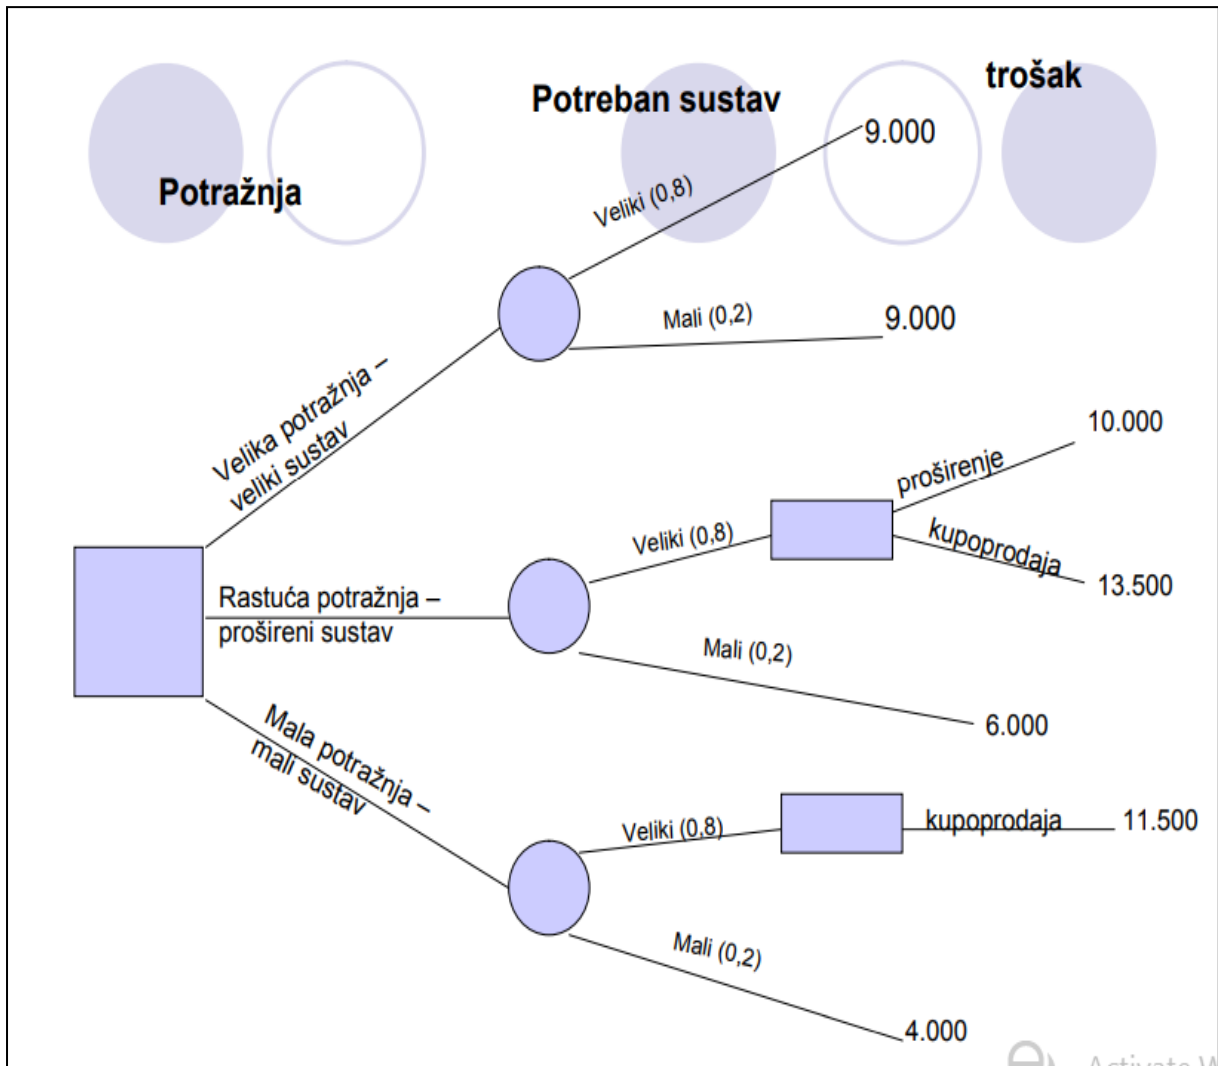 trošak
Potreban sustav
9.000
Potražnja
Veliki (0,8)
Mali (0,2)
9.000
Velika potražnja –
veliki sustav
10.000
proširenje
Veliki (0,8)
kupoprodaja
13.500
Rastuća potražnja –
prošireni sustav
Mali (0,2)
6.000
Mala potražnja –
mali sustav
Veliki (0,8)
kupoprodaja
11.500
Mali (0,2)
4.000